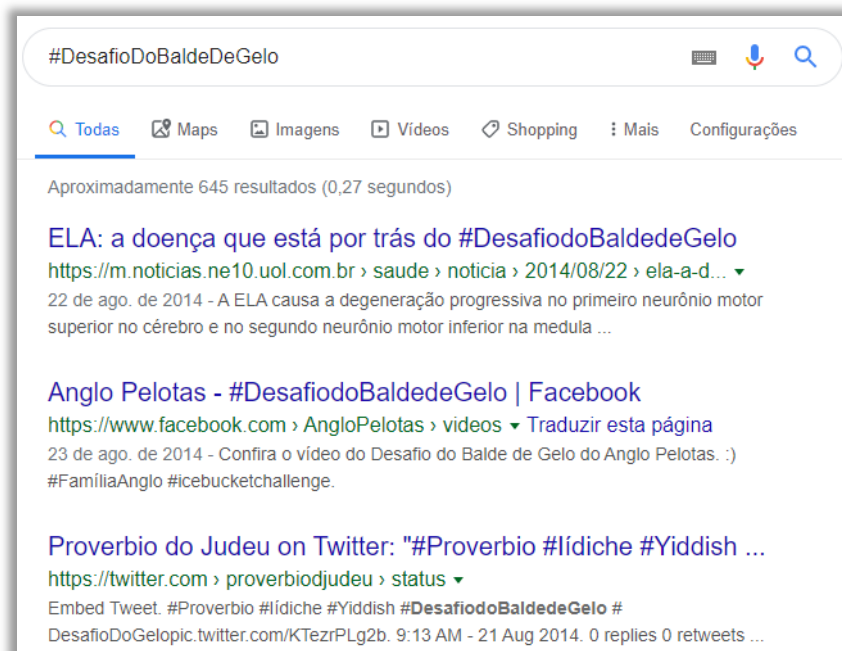 #DesafioDoBaldeDeGelo
Todas Maps Imagens Vídeos Shopping Mais Configurações
Aproximadamente 645 resultados (0,27 segundos)
ELA: a doença que está por trás do #DesafiodoBaldedeGelo
https://m.noticias.ne10.uol.com.br › saude › noticia › 2014/08/22 › ela-a-d...
22 de ago. de 2014 - A ELA causa a degeneração progressiva no primeiro neurônio motor
superior no cérebro e no segundo neurônio motor inferior na medula ...
Anglo Pelotas - #DesafiodoBaldedeGelo | Facebook
https://www.facebook.com › AngloPelotas › videos Traduzir esta página
23 de ago. de 2014 - Confira o vídeo do Desafio do Balde de Gelo do Anglo Pelotas. :)
#FamíliaAnglo #icebucketchallenge.
Proverbio do Judeu on Twitter: "#Proverbio #Iídiche #Yiddish ...
https://twitter.com › proverbiodjudeu › status
Embed Tweet. #Proverbio #Iídiche #Yiddish #DesafiodoBaldedeGelo #
DesafioDoGelopic.twitter.com/KTezrPLg2b. 9:13 AM - 21 Aug 2014. 0 replies 0 retweets ...